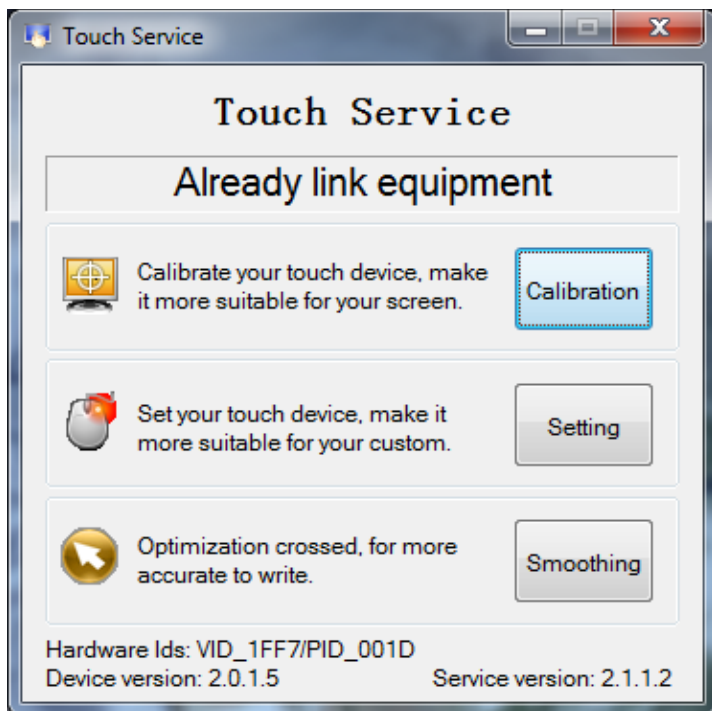 Touch Service
Touch Service
Already link equipment
Calibrate your touch device, make
it more suitable for your screen.
Calibration
Set your touch device, make it
more suitable for your custom.
Setting
Optimization crossed, for more
accurate to write.
Smoothing
Hardware Ids: VID_1FF7/PID_001D
Device version: 2.0.1.5 Service version: 2.1.1.2